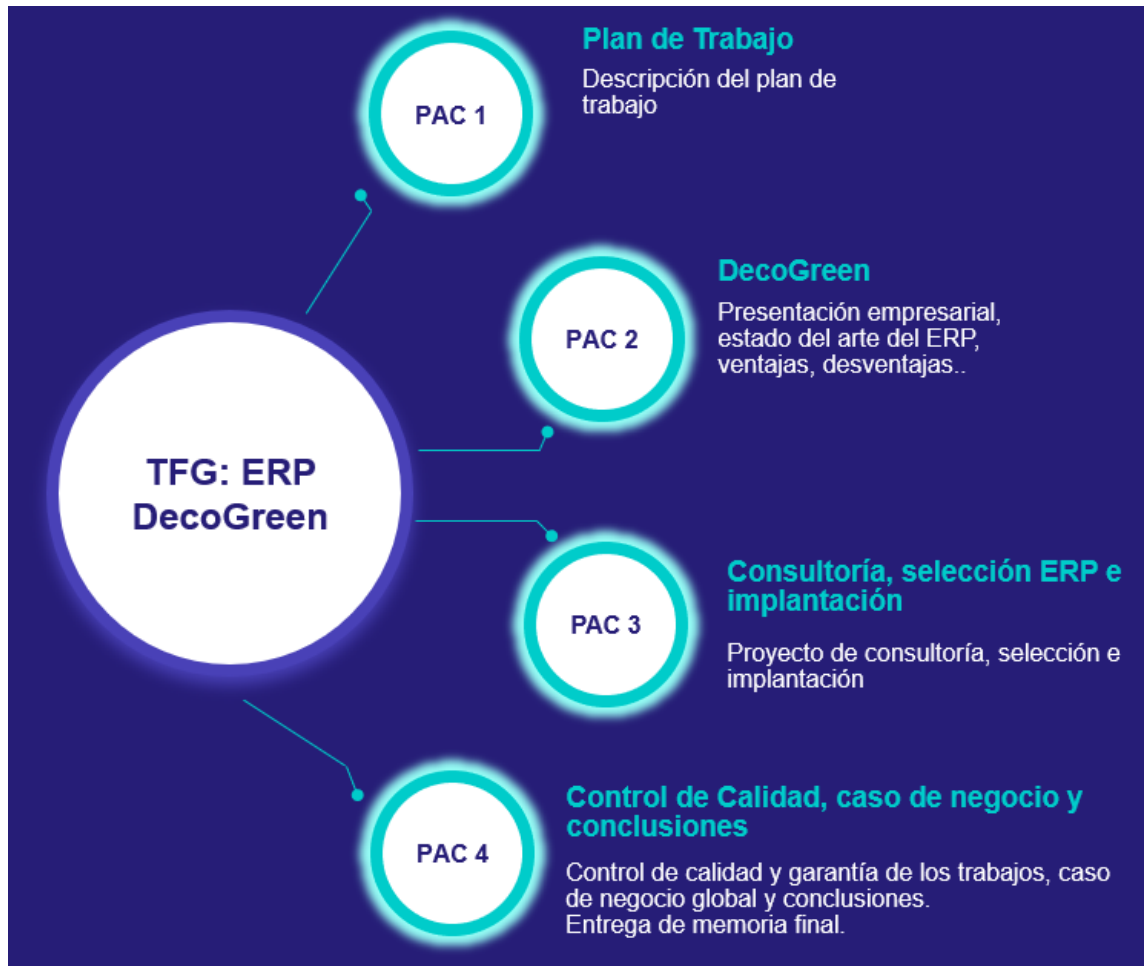 Plan de Trabajo
Descripción del plan de
trabajo
PAC 1
DecoGreen
Presentación empresarial,
estado del arte del ERP,
ventajas, desventajas..
PAC 2
TFG: ERP
DecoGreen
Consultoría, selección ERP e
implantación
Proyecto de consultoría, selección e
implantación
PAC 3
Control de Calidad, caso de negocio y
conclusiones
Control de calidad y garantía de los trabajos, caso
de negocio global y conclusiones.
Entrega de memoria final.
PAC 4